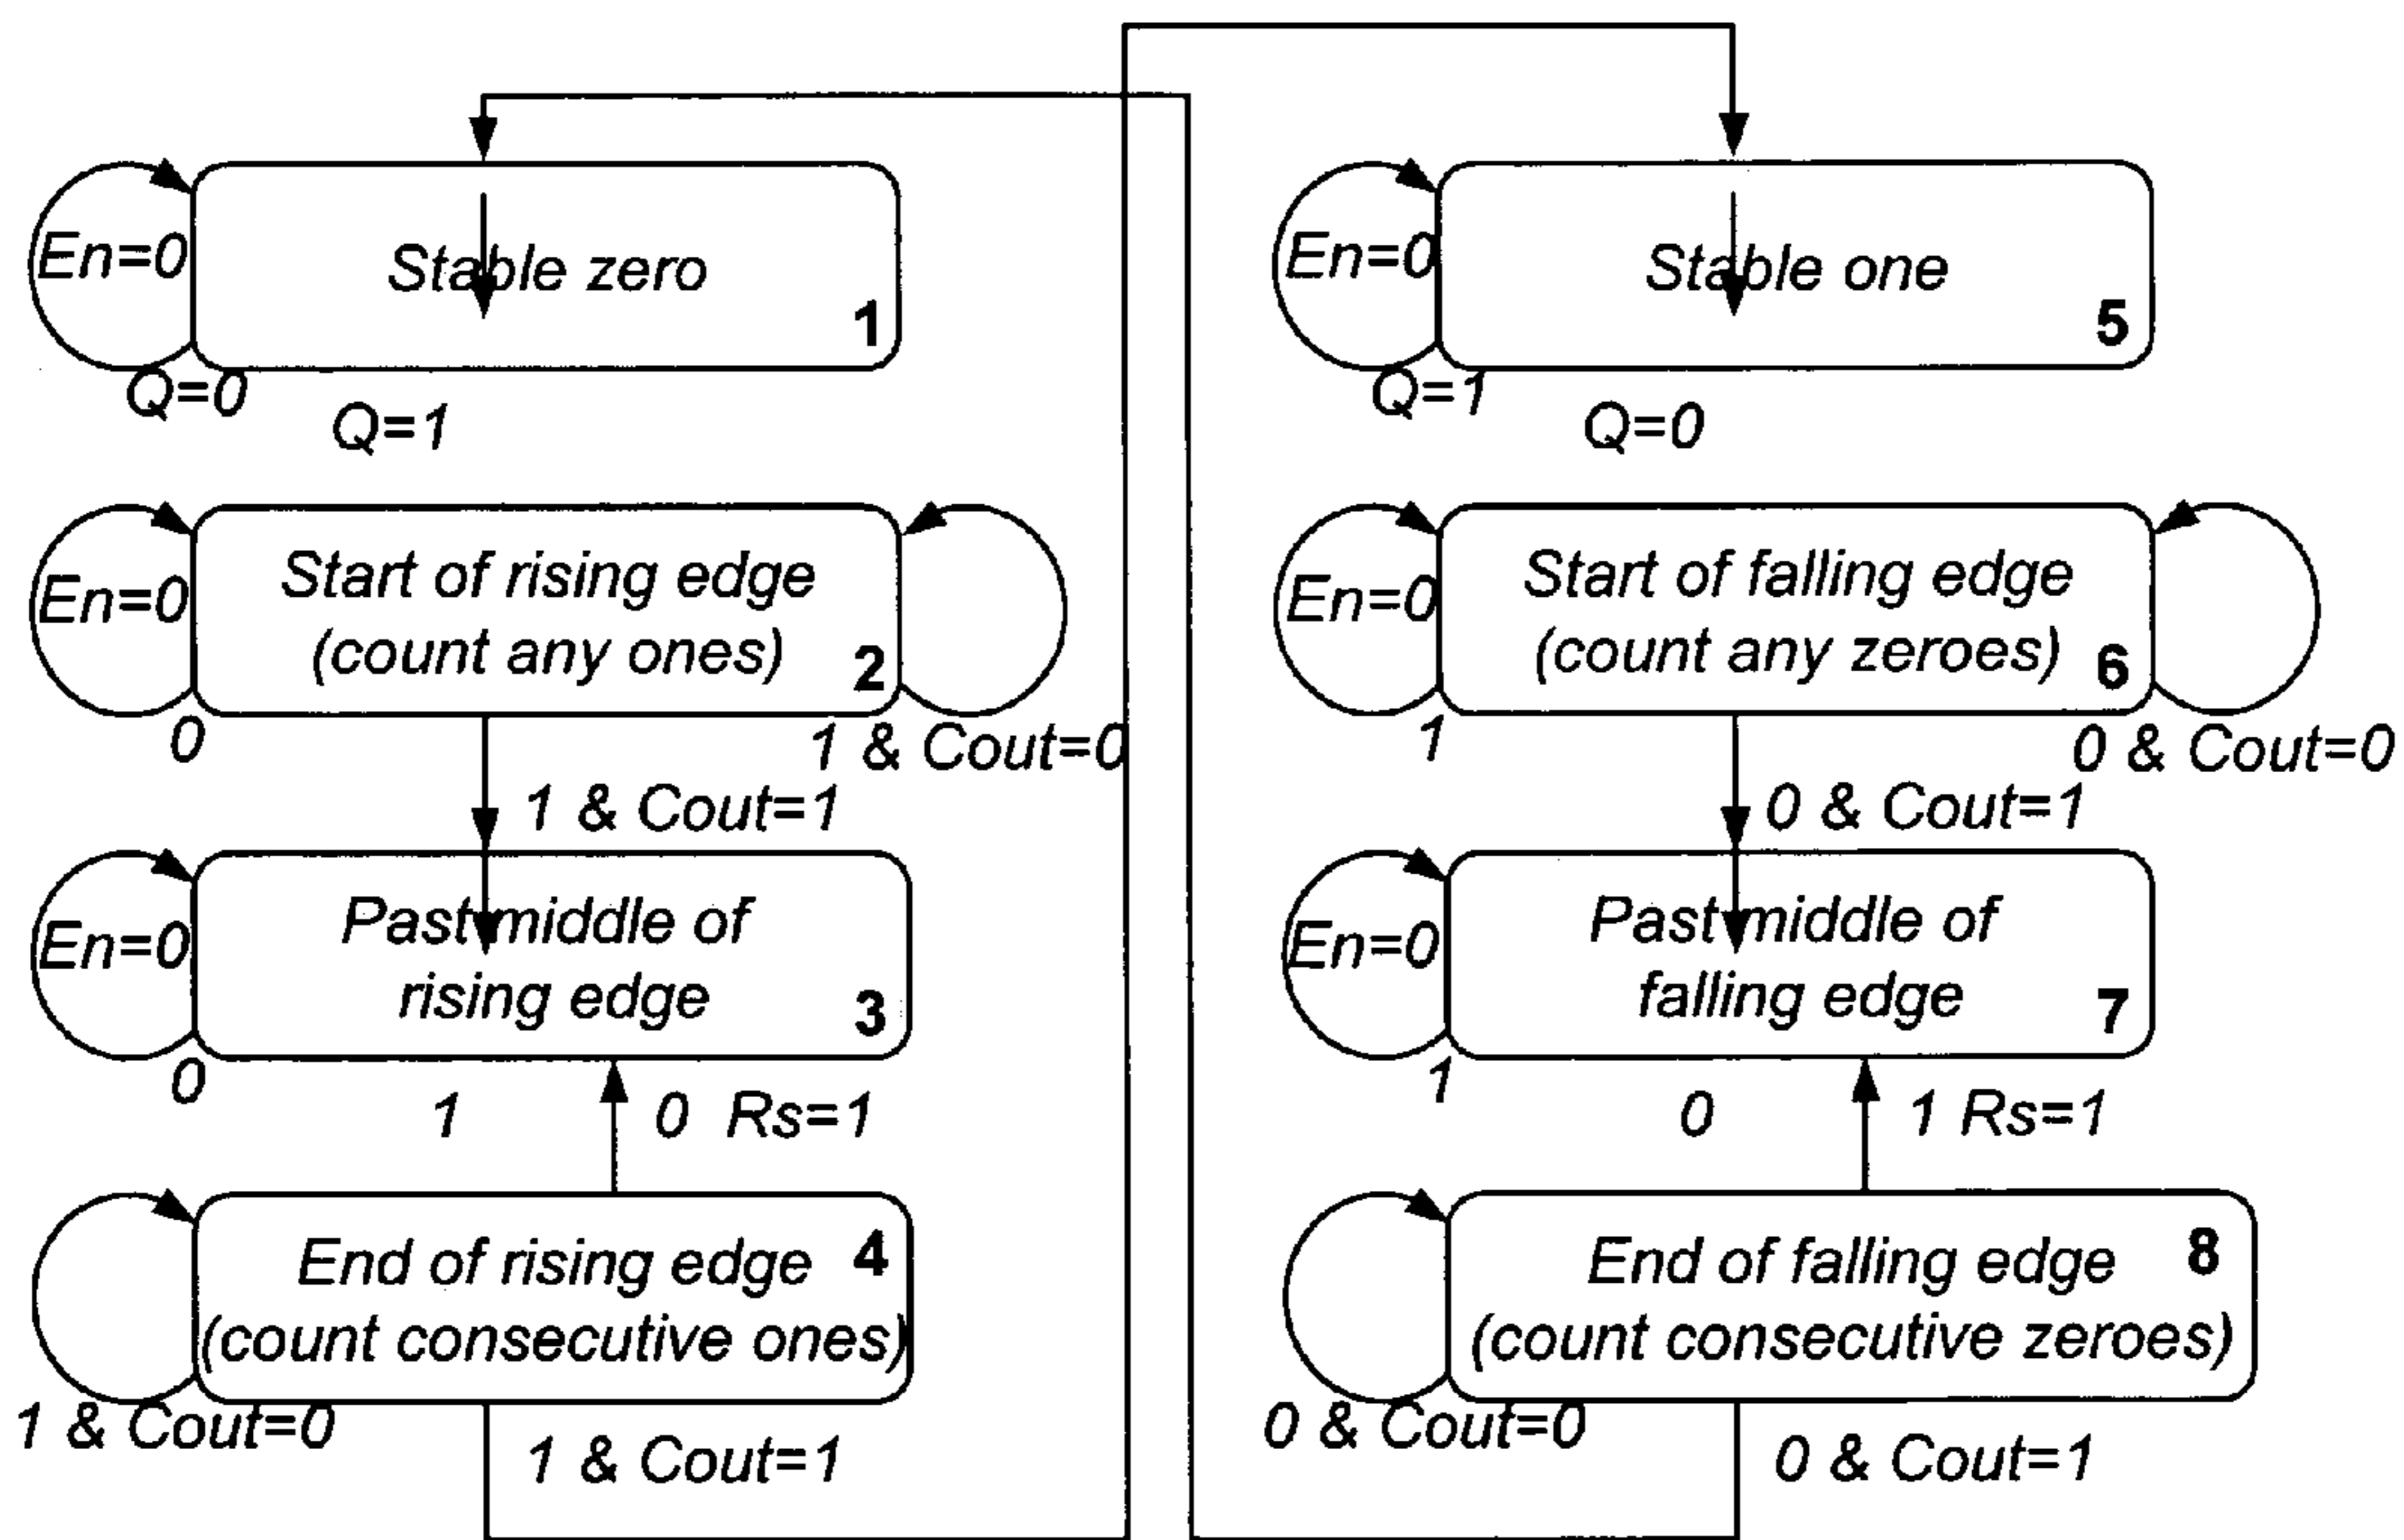 En=0
Stable zero
1
Q=0
Q=1
En=0
Start of rising edge
(count any ones)
2
0
1 & Cout=0
1 & Cout=1
En=0
Past middle of
rising edge
3
0
1
0 Rs=1
End of rising edge
4
(count consecutive ones)
1 & Cout=0
1 & Cout=1
En=0
Stable one
5
Q=1
Q=0
En=0
Start of falling edge
(count any zeroes)
6
1
0 & Cout=0
0 & Cout=1
En=0
Past middle of
falling edge
7
1
0
1 Rs=1
End of falling edge
8
(count consecutive zeroes)
0 & Cout=0
0 & Cout=1